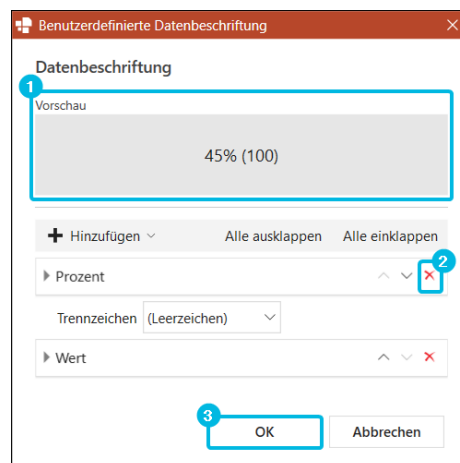 Benutzerdefinierte Datenbeschriftung
Datenbeschriftung
1
Vorschau
45% (100)
Hinzufügen Alle ausklappen Alle einklappen
2
Prozent
Trennzeichen (Leerzeichen)
Wert
3
OK Abbrechen